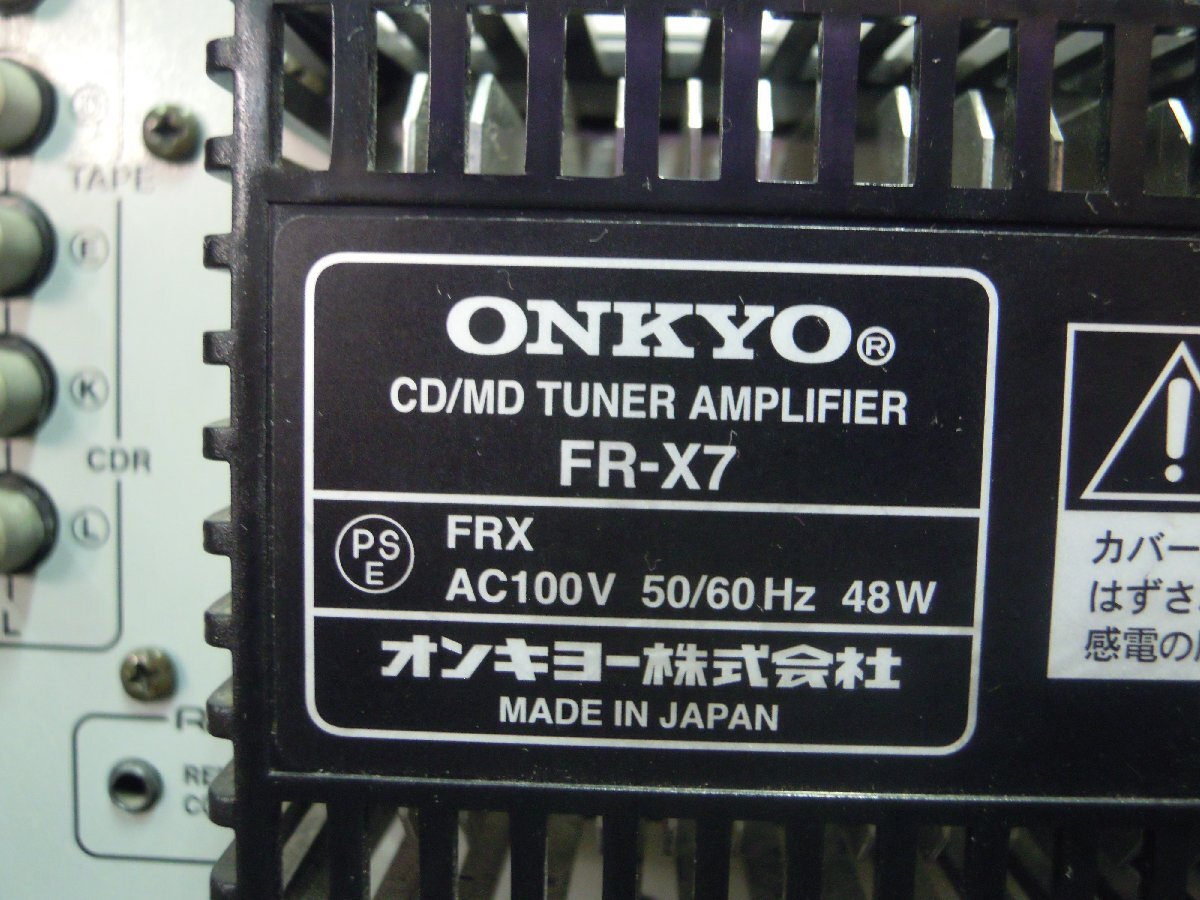 TAPE
F
K
CDR
L
L
ONKYO®
CD/MD TUNER AMPLIFIER
FR-X7
PSE
FRX
AC100V 50/60Hz 48W
オンキヨー株式会社
MADE IN JAPAN
カバー
はずさ
感電の